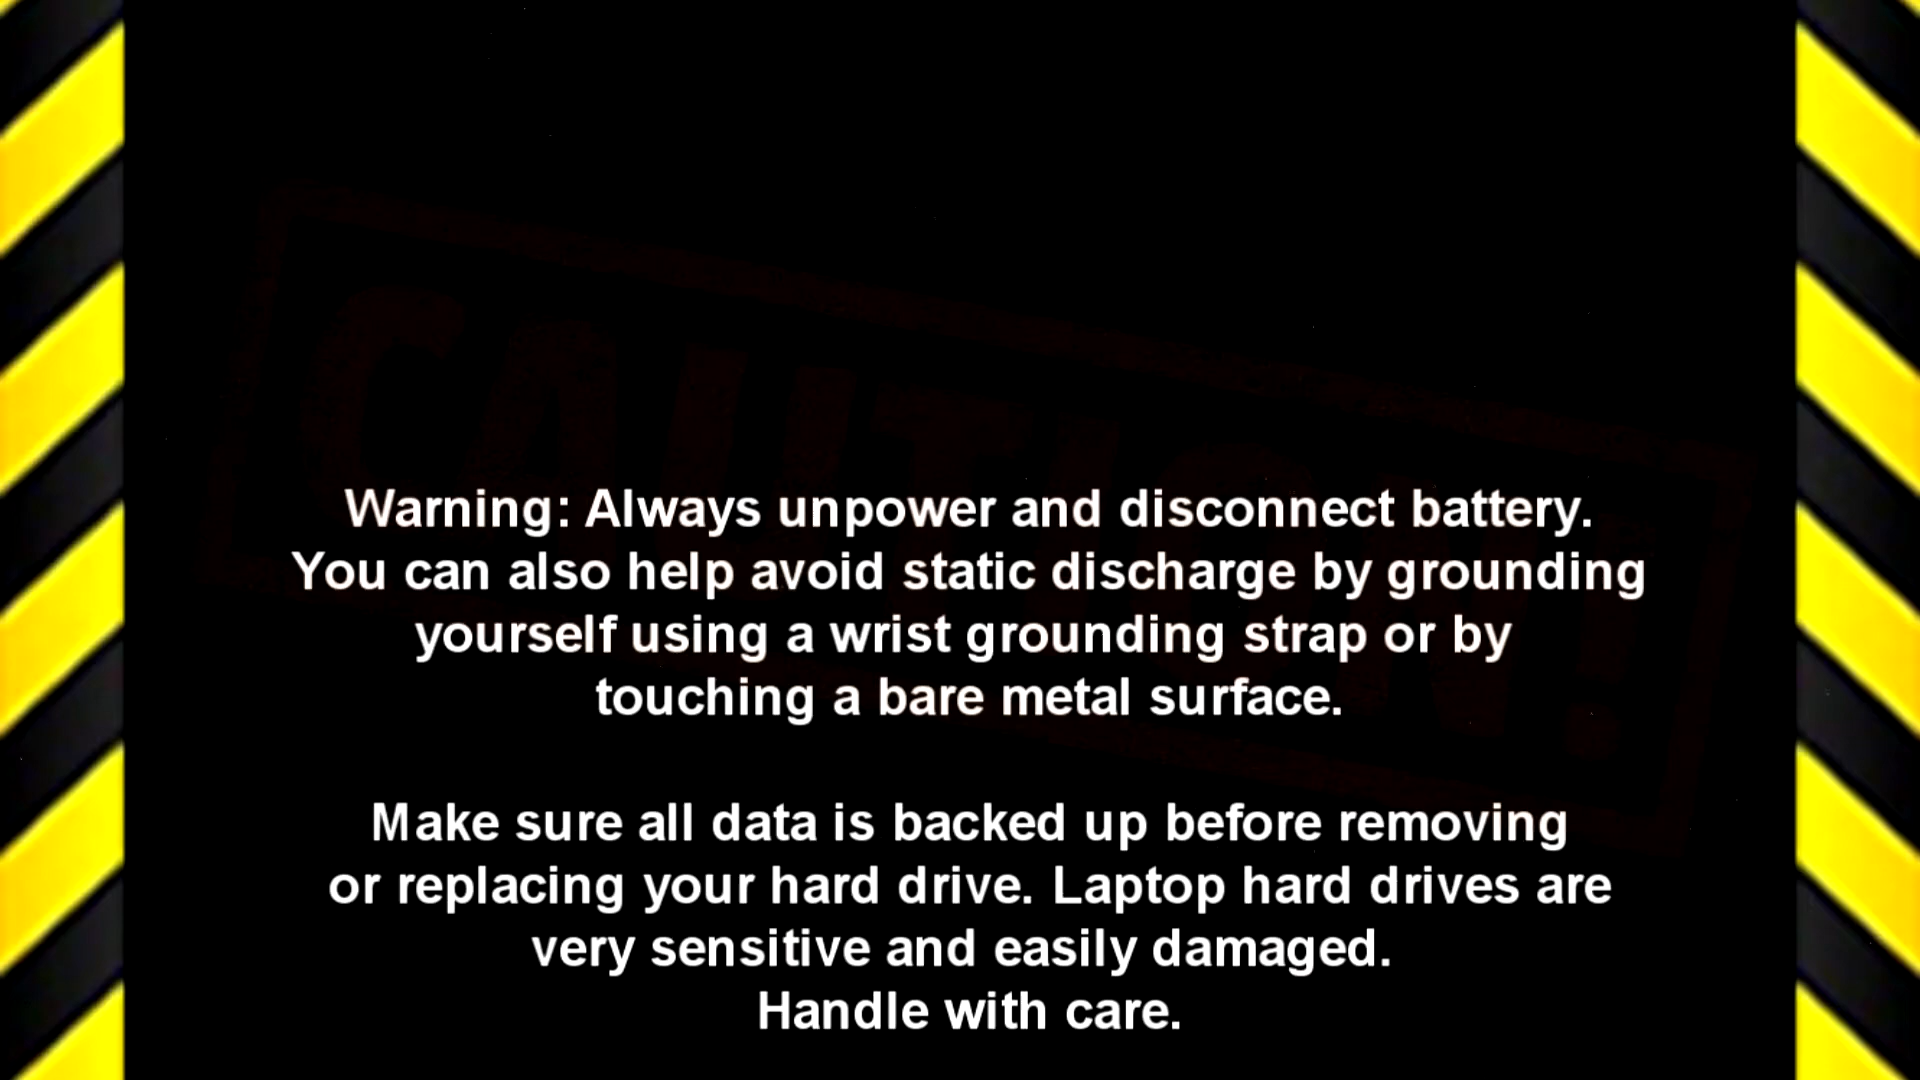 CAUTION!
Warning: Always unpower and disconnect battery.
You can also help avoid static discharge by grounding
yourself using a wrist grounding strap or by
touching a bare metal surface.
Make sure all data is backed up before removing
or replacing your hard drive. Laptop hard drives are
very sensitive and easily damaged.
Handle with care.